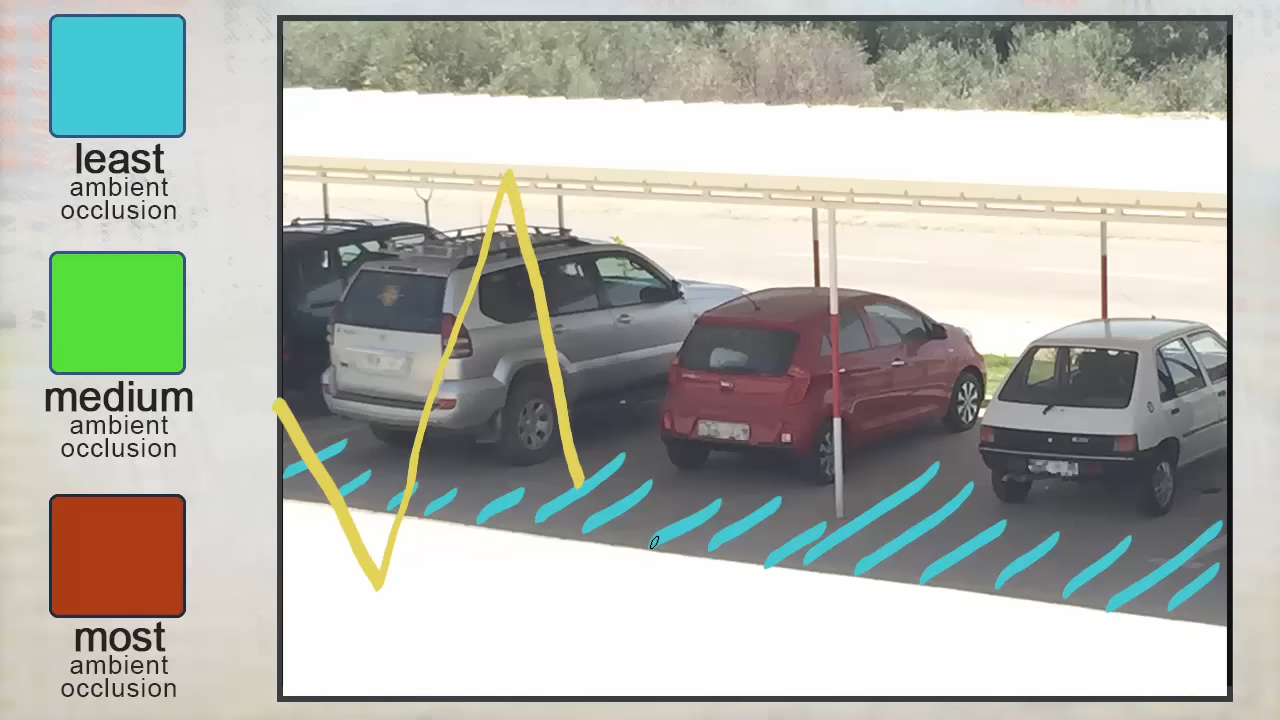 least
ambient
occlusion
medium
ambient
occlusion
most
ambient
occlusion